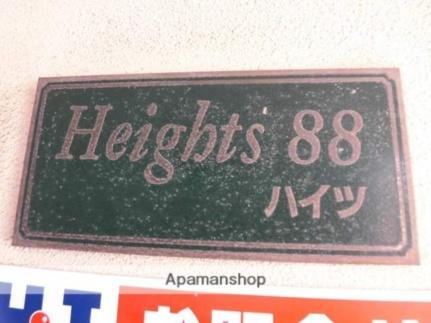 Heights 88
ハイツ
Apamanshop